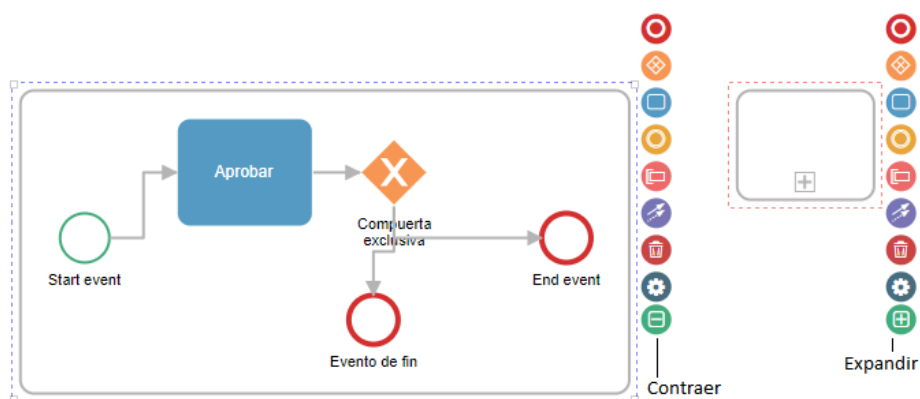 Aprobar
Compuerta
exclusiva
Start event
End event
Evento de fin
Expandir
Contraer